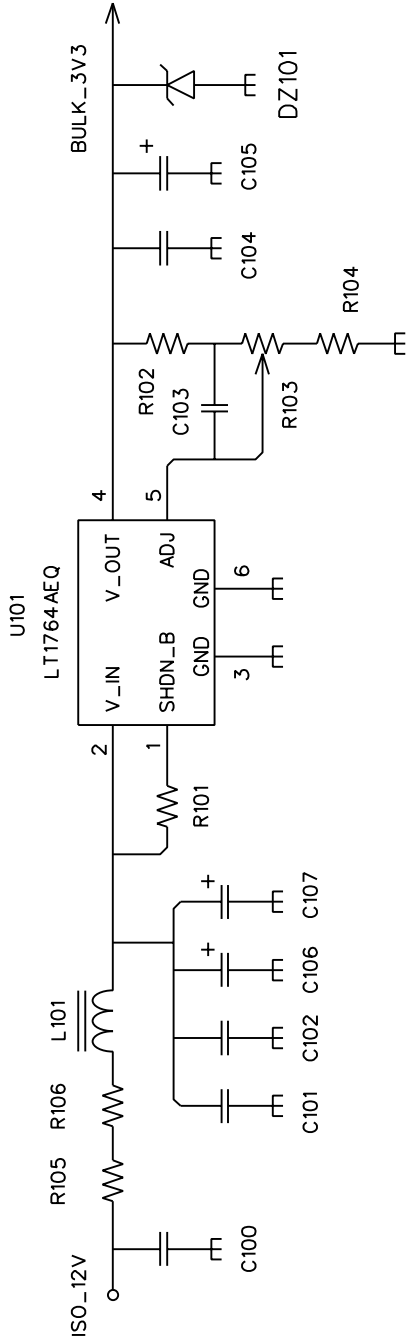 U101
LT1764AEQ
ISO_12V
R105
R106
L101
2
V_IN
V_OUT
4
BULK_3V3
1
SHDN_B
ADJ
5
GND
GND
3
6
R101
R102
C103
R103
R104
C104
+
C105
DZ101
C100
C101
C102
+
C106
+
C107